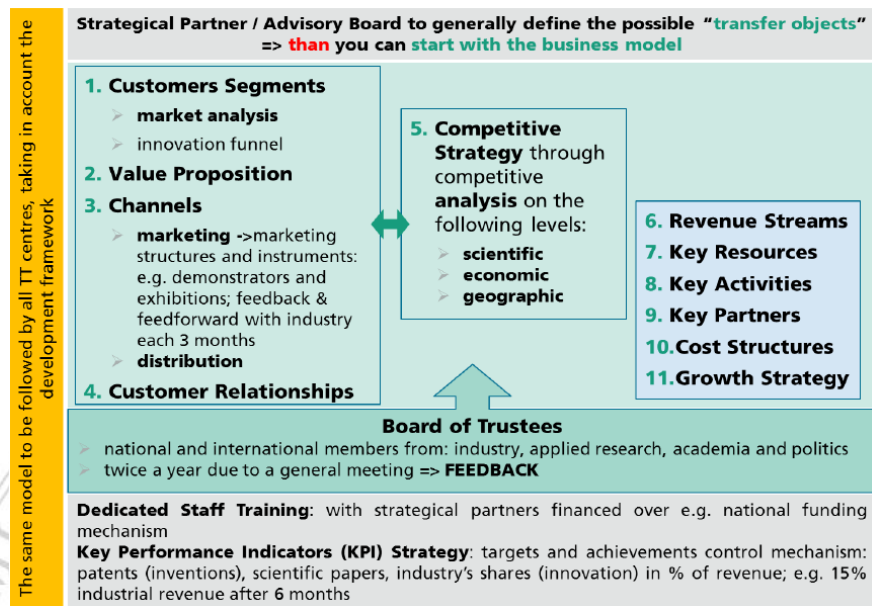 The same model to be followed by all TT centres, taking in account the
development framework
Strategical Partner / Advisory Board to generally define the possible “transfer objects”
=> than you can start with the business model
1. Customers Segments
➢ market analysis
➢ innovation funnel
2. Value Proposition
3. Channels
➢ marketing ->marketing
structures and instruments:
e.g. demonstrators and
exhibitions; feedback &
feedforward with industry
each 3 months
➢ distribution
4. Customer Relationships
5. Competitive
Strategy through
competitive
analysis on the
following levels:
➢ scientific
➢ economic
➢ geographic
6. Revenue Streams
7. Key Resources
8. Key Activities
9. Key Partners
10.Cost Structures
11.Growth Strategy
Board of Trustees
➢ national and international members from: industry, applied research, academia and politics
➢ twice a year due to a general meeting => FEEDBACK
Dedicated Staff Training: with strategical partners financed over e.g. national funding
mechanism
Key Performance Indicators (KPI) Strategy: targets and achievements control mechanism:
patents (inventions), scientific papers, industry’s shares (innovation) in % of revenue; e.g. 15%
industrial revenue after 6 months